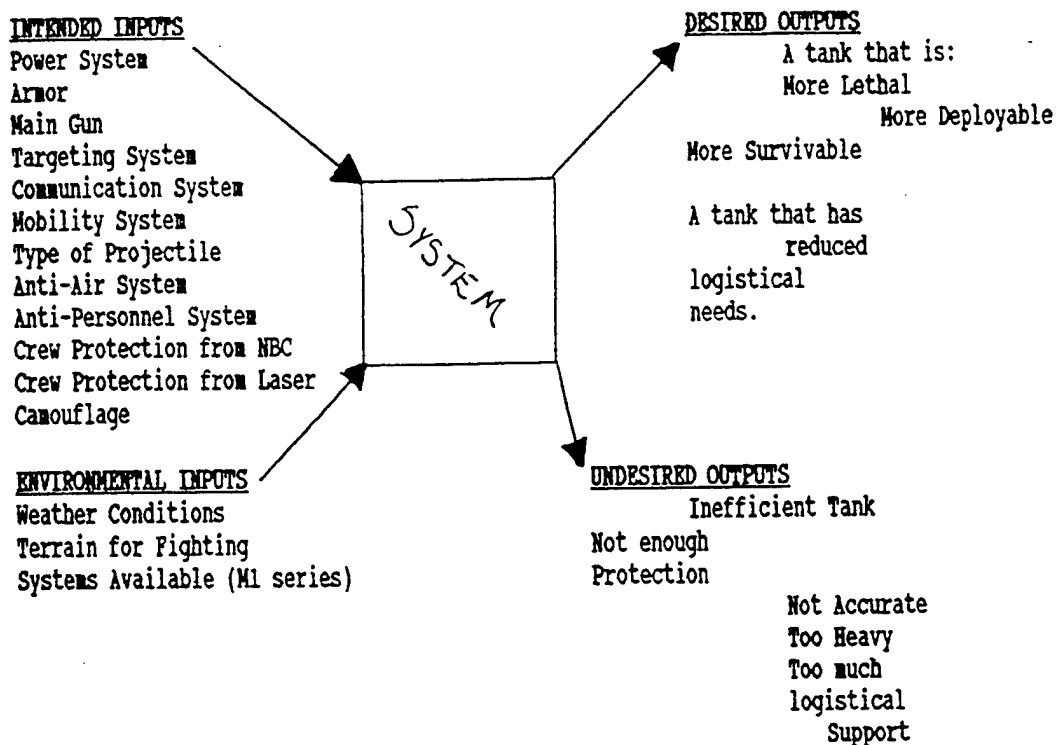 INTENDED INPUTS
Power System
Armor
Main Gun
Targeting System
Communication System
Mobility System
Type of Projectile
Anti-Air System
Anti-Personnel System
Crew Protection from NBC
Crew Protection from Laser
Camouflage
ENVIRONMENTAL INPUTS
Weather Conditions
Terrain for Fighting
Systems Available (M1 series)
SYSTEM
DESIRED OUTPUTS
A tank that is:
More Lethal
More Deployable
More Survivable
A tank that has
reduced
logistical
needs.
UNDESIRED OUTPUTS
Inefficient Tank
Not enough
Protection
Not Accurate
Too Heavy
Too much
logistical
Support